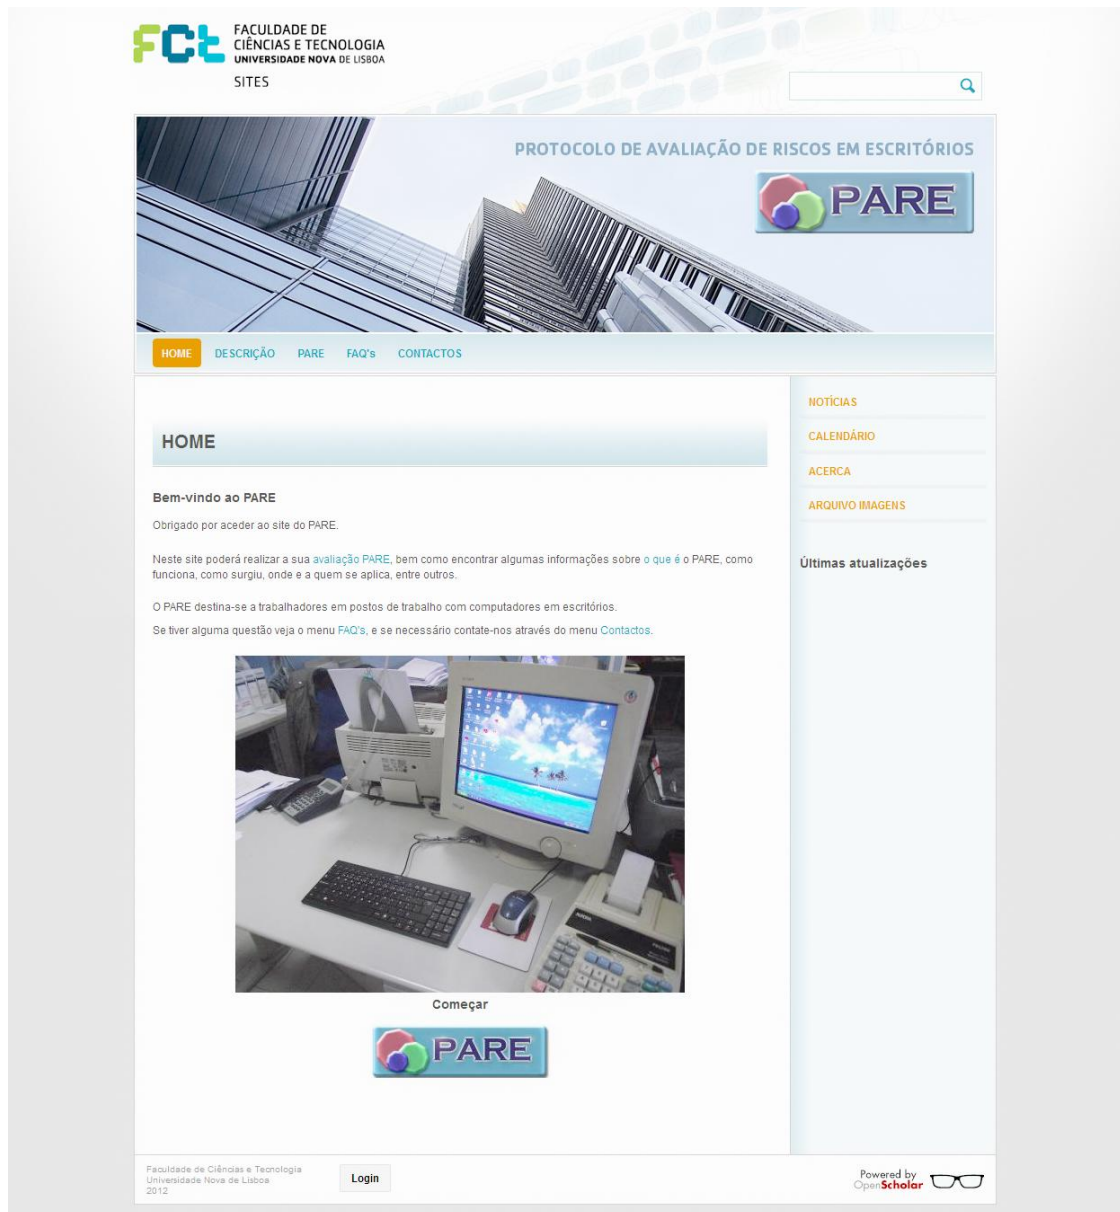 FCt
FACULDADE DE
CIÊNCIAS E TECNOLOGIA
UNIVERSIDADE NOVA DE LISBOA
SITES
PROTOCOLO DE AVALIAÇÃO DE RISCOS EM ESCRITÓRIOS
PARE
HOME DESCRIÇÃO PARE FAQ's CONTACTOS
HOME
Bem-vindo ao PARE
Obrigado por aceder ao site do PARE.
Neste site poderá realizar a sua avaliação PARE, bem como encontrar algumas informações sobre o que é o PARE, como
funciona, como surgiu, onde e a quem se aplica, entre outros.
O PARE destina-se a trabalhadores em postos de trabalho com computadores em escritórios.
Se tiver alguma questão veja o menu FAQ's, e se necessário contate-nos através do menu Contactos.
Começar
PARE
NOTÍCIAS
CALENDÁRIO
ACERCA
ARQUIVO IMAGENS
Últimas atualizações
Faculdade de Ciências e Tecnologia
Universidade Nova de Lisboa
2012
Login
Powered by
OpenScholar